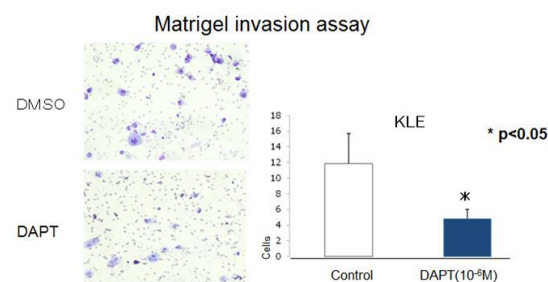 Matrigel invasion assay
DMSO
DAPT
KLE
* p<0.05
18
16
14
12
10
8
6
4
2
0
Cells
*
Control
DAPT(10⁻⁶M)